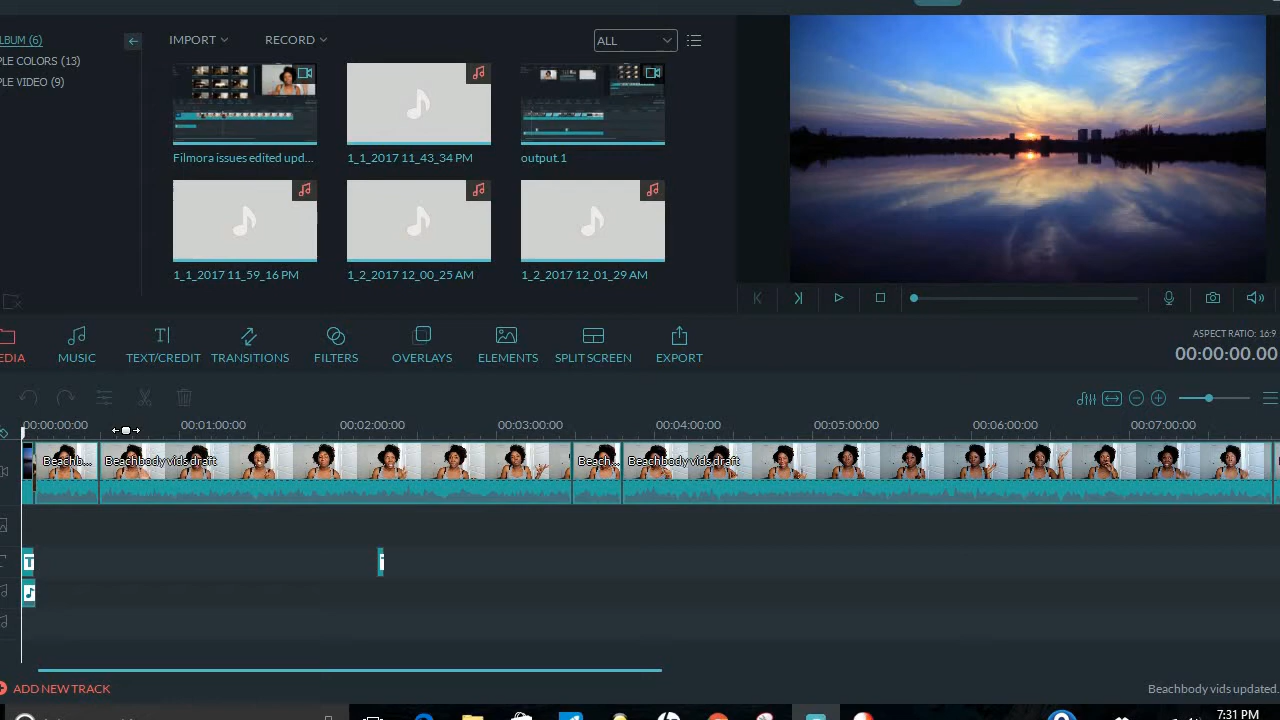 LBUM (6)
PLE COLORS (13)
PLE VIDEO (9)
IMPORT
RECORD
ALL
Filmora issues edited upd...
1_1_2017 11_43_34 PM
output.1
1_1_2017 11_59_16 PM
1_2_2017 12_00_25 AM
1_2_2017 12_01_29 AM
EDIA
MUSIC
TEXT/CREDIT
TRANSITIONS
FILTERS
OVERLAYS
ELEMENTS
SPLIT SCREEN
EXPORT
ASPECT RATIO: 16:9
00:00:00.00
00:00:00:00
00:01:00:00
00:02:00:00
00:03:00:00
00:04:00:00
00:05:00:00
00:06:00:00
00:07:00:00
Beachb...
Beachbody vids.draft
Beach...
Beachbody vids.draft
T
ADD NEW TRACK
Beachbody vids updated.
7:31 PM